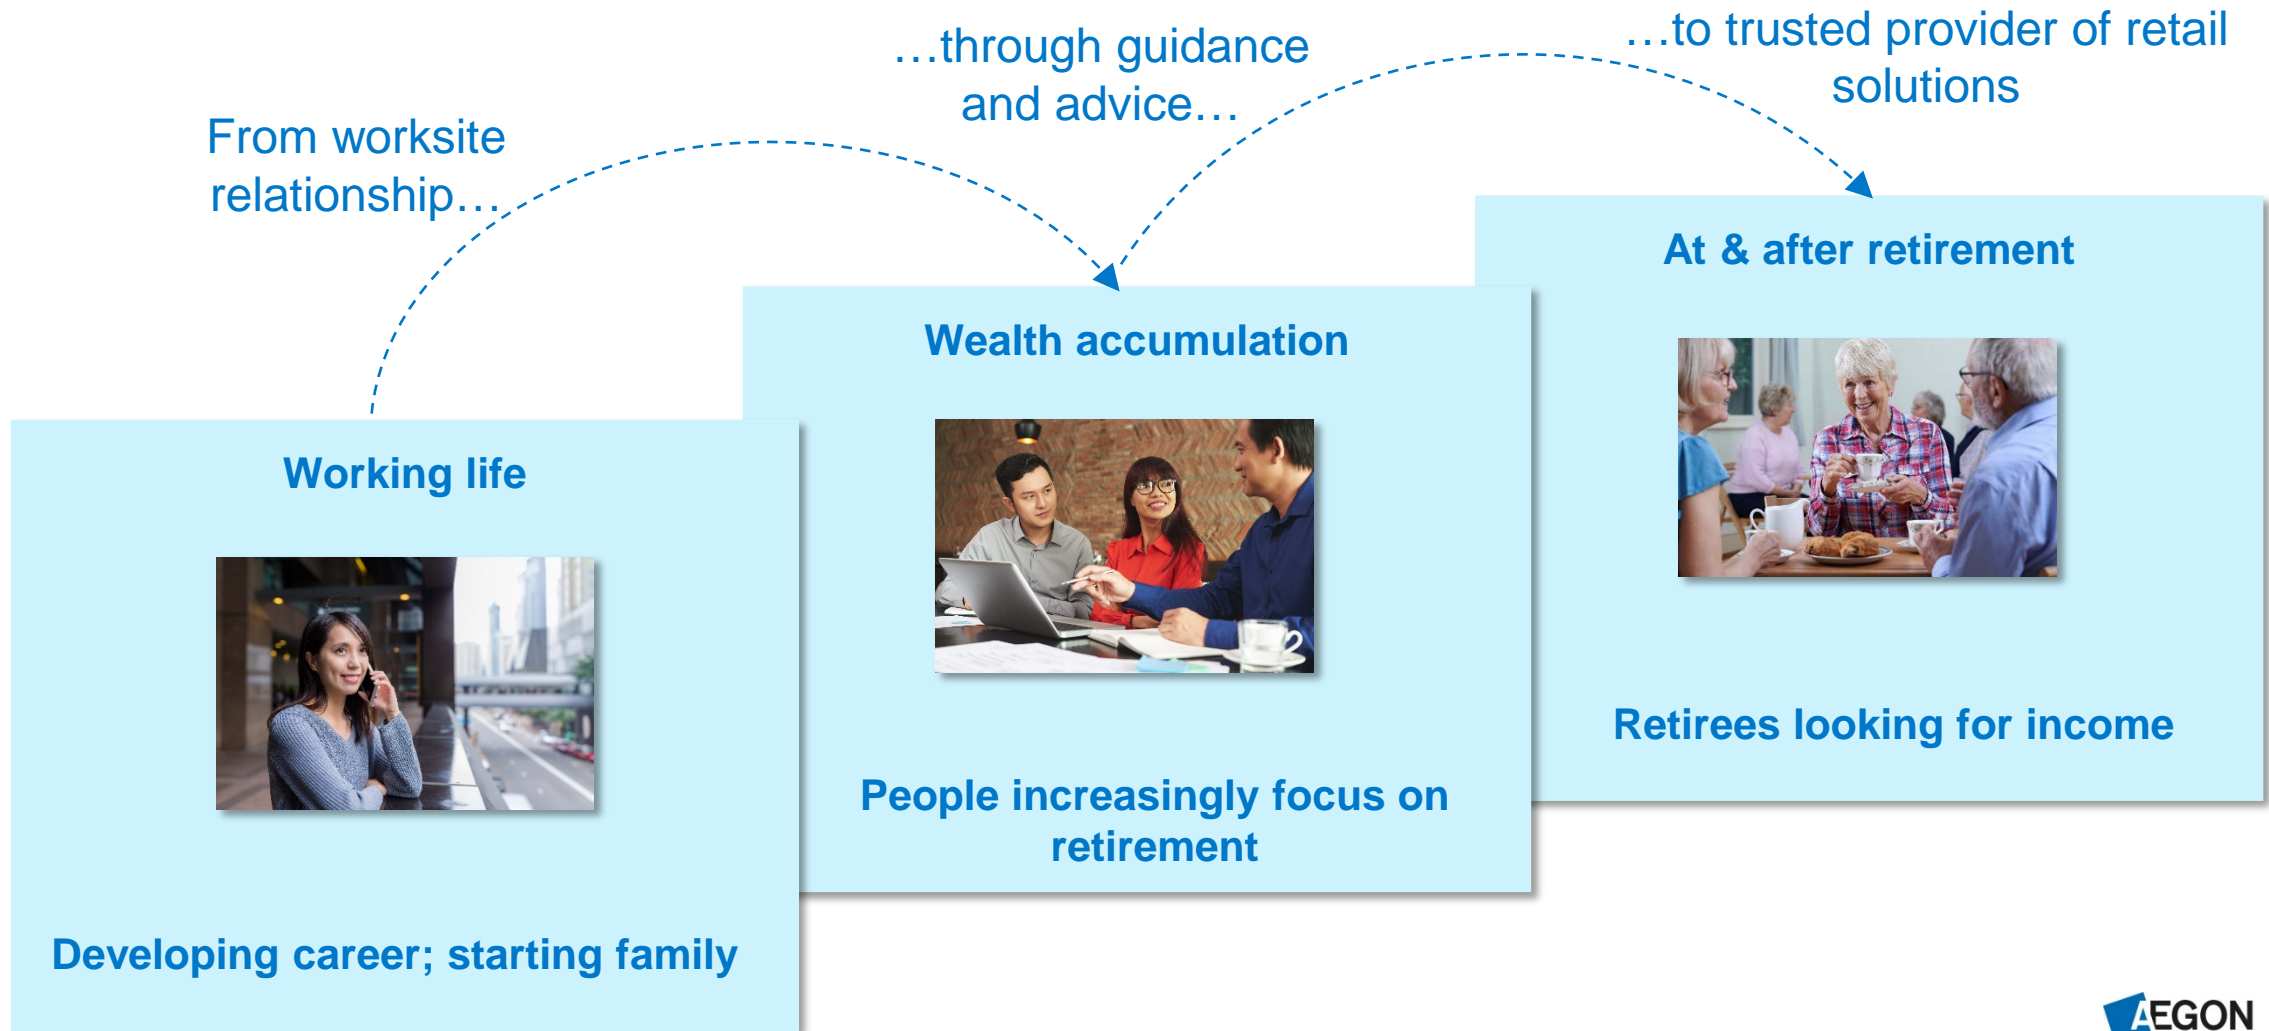 From worksite
relationship…
…through guidance
and advice…
…to trusted provider of retail
solutions
Working life
Developing career; starting family
Wealth accumulation
People increasingly focus on
retirement
At & after retirement
Retirees looking for income
AEGON